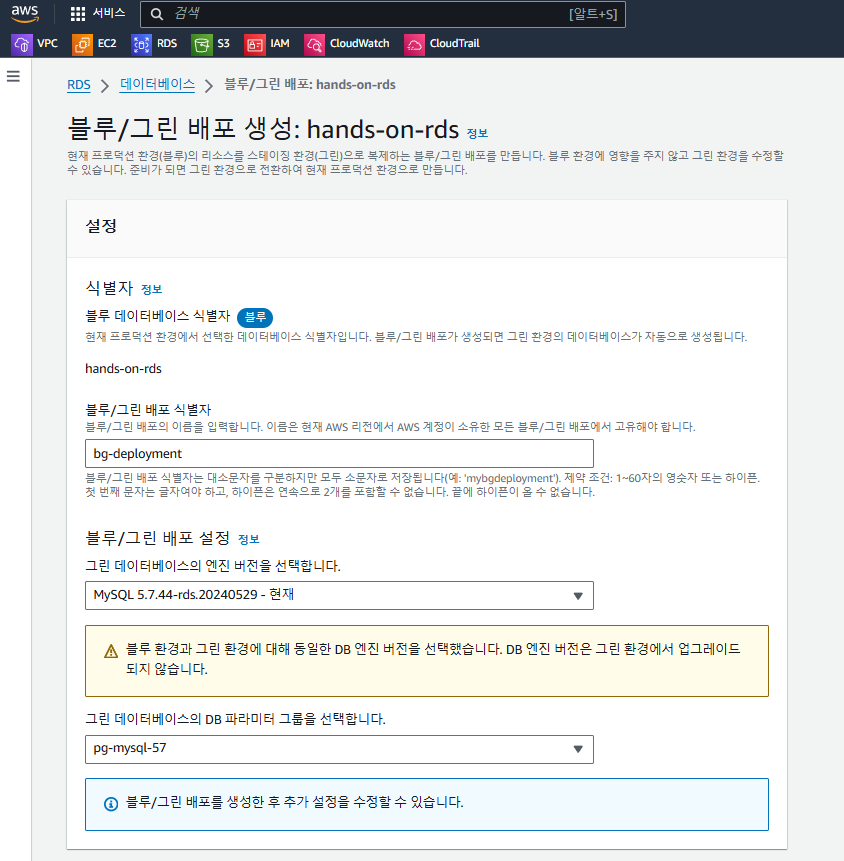 aws 서비스 검색 [알트+S]
VPC EC2 RDS S3 IAM CloudWatch CloudTrail
RDS > 데이터베이스 > 블루/그린 배포: hands-on-rds
블루/그린 배포 생성: hands-on-rds 정보
현재 프로덕션 환경(블루)의 리소스를 스테이징 환경(그린)으로 복제하는 블루/그린 배포를 만듭니다. 블루 환경에 영향을 주지 않고 그린 환경을 수정할
수 있습니다. 준비가 되면 그린 환경으로 전환하여 현재 프로덕션 환경으로 만듭니다.
설정
식별자 정보
블루 데이터베이스 식별자 블루
현재 프로덕션 환경에서 선택한 데이터베이스 식별자입니다. 블루/그린 배포가 생성되면 그린 환경의 데이터베이스가 자동으로 생성됩니다.
hands-on-rds
블루/그린 배포 식별자
블루/그린 배포의 이름을 입력합니다. 이름은 현재 AWS 리전에서 AWS 계정이 소유한 모든 블루/그린 배포에서 고유해야 합니다.
bg-deployment
블루/그린 배포 식별자는 대소문자를 구분하지만 모두 소문자로 저장됩니다(예: 'mybgdeployment'). 제약 조건: 1~60자의 영숫자 또는 하이픈.
첫 번째 문자는 글자여야 하고, 하이픈은 연속으로 2개를 포함할 수 없습니다. 끝에 하이픈이 올 수 없습니다.
블루/그린 배포 설정 정보
그린 데이터베이스의 엔진 버전을 선택합니다.
MySQL 5.7.44-rds.20240529 - 현재
블루 환경과 그린 환경에 대해 동일한 DB 엔진 버전을 선택했습니다. DB 엔진 버전은 그린 환경에서 업그레이드
되지 않습니다.
그린 데이터베이스의 DB 파라미터 그룹을 선택합니다.
pg-mysql-57
블루/그린 배포를 생성한 후 추가 설정을 수정할 수 있습니다.